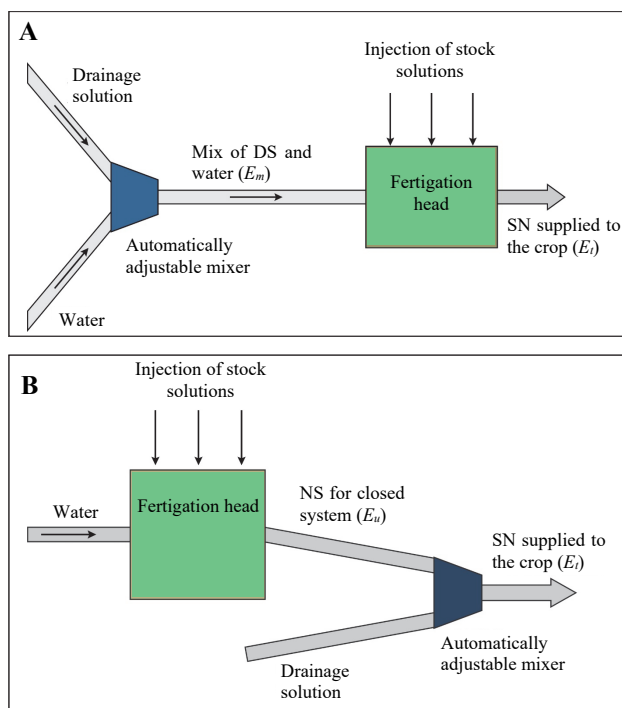 A
Injection of stock
solutions
Drainage
solution
Mix of DS and
water (Em)
Fertigation
head
SN supplied to
the crop (Et)
Automatically
adjustable mixer
Water
B
Injection of stock
solutions
Water
Fertigation head
NS for closed
system (Eu)
SN supplied to
the crop (Et)
Automatically
adjustable mixer
Drainage
solution